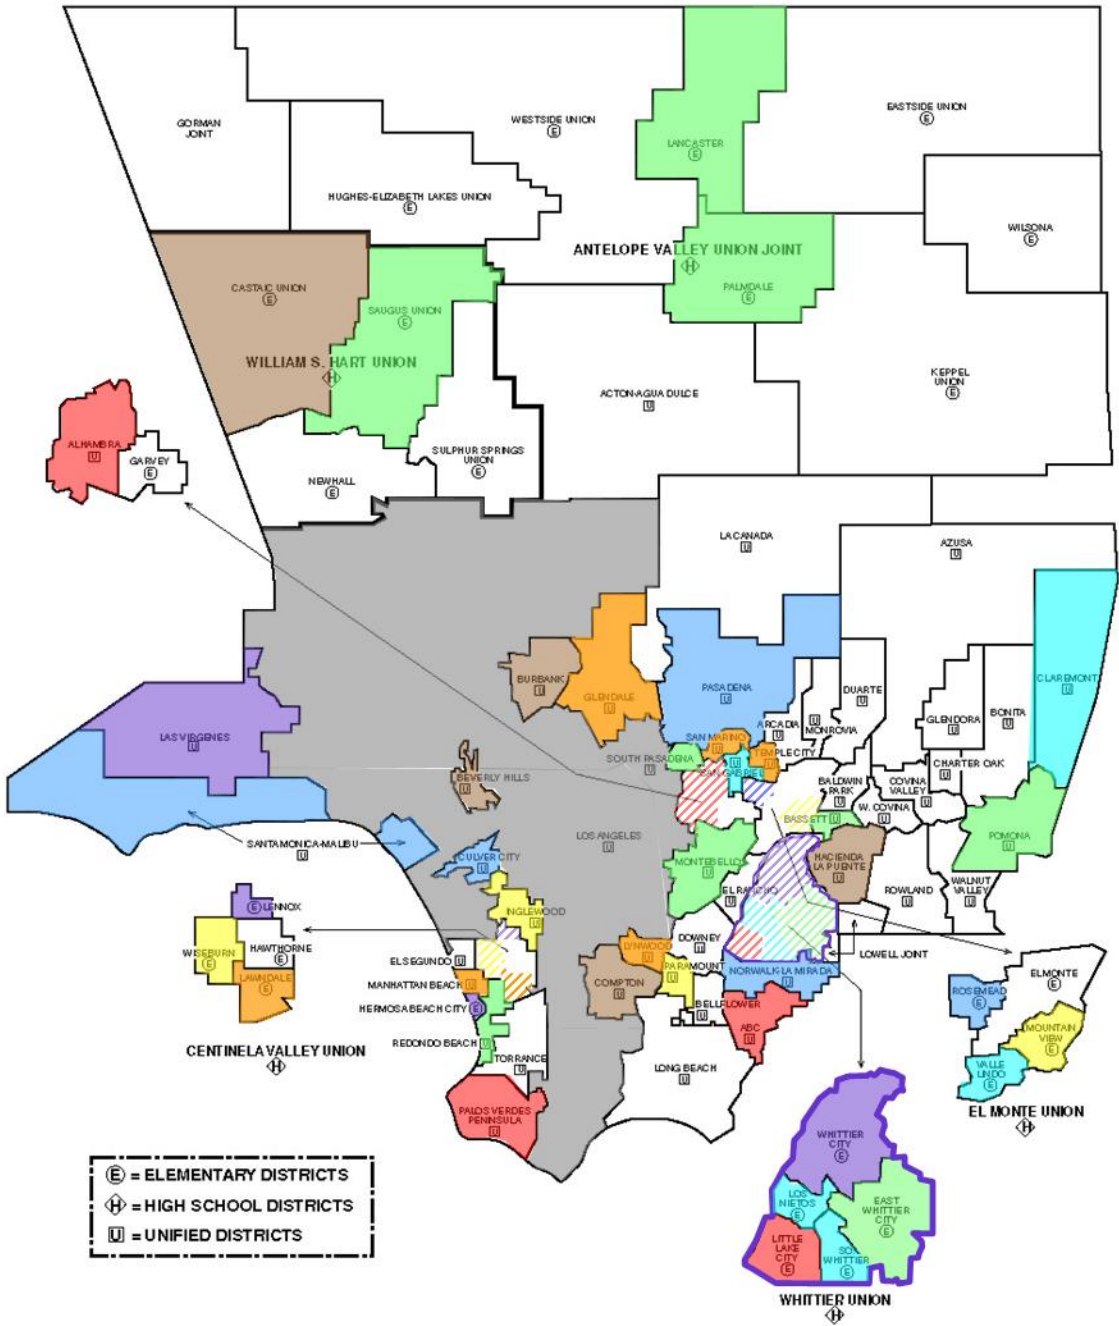 GORMAN
JOINT
WESTSIDE UNION
E
EASTSIDE UNION
E
LANCASTER
E
HUGHES-ELIZABETH LAKES UNION
E
WILSONA
E
ANTELOPE VALLEY UNION JOINT
H
CASTAIC UNION
E
PALMDALE
E
SAUGUS UNION
E
WILLIAM S. HART UNION
H
KEPPEL
UNION
E
ACTON-AGUA DULCE
U
ALHAMBRA
U
GARVEY
E
SULPHUR SPRINGS
UNION
E
NEWHALL
E
LA CANADA
U
AZUSA
U
BURBANK
U
GLENDALE
U
PASADENA
U
DUARTE
U
CLAREMONT
U
ARCADIA
U
U
MONROVIA
GLENDORA
U
BONITA
U
LAS VIRGENES
U
SAN MARINO
U
TEMPLE CITY
U
SOUTH PASADENA
U
U
SAN GABRIEL
CHARTER OAK
U
BEVERLY HILLS
U
BALDWIN
PARK
U
COVINA
VALLEY
U
W. COVINA
U
BASSETT U
LOS ANGELES
U
POMONA
U
SANTA MONICA-MALIBU
U
CULVER CITY
U
MONTEBELLO
U
HACIENDA
LA PUENTE
U
EL RANCHO
U
ROWLAND
U
WALNUT
VALLEY
U
E LENNOX
INGLEWOOD
U
WISEBURN
E
HAWTHORNE
E
LAWNDALE
E
EL SEGUNDO U
LYNWOOD
U
DOWNEY
U
LOWELL JOINT
MANHATTAN BEACH U
COMPTON
U
PARAMOUNT
U
NORWALK-LA MIRADA
U
HERMOSA BEACH CITY E
BELLFLOWER
U
ABC
U
REDONDO BEACH U
TORRANCE
U
LONG BEACH
U
EL MONTE
E
ROSEMEAD
E
MOUNTAIN
VIEW
E
VALLE
LINDO
E
CENTINELA VALLEY UNION
H
PALOS VERDES
PENNSULA
U
EL MONTE UNION
H
WHITTIER
CITY
E
LOS
NIETOS
E
EAST
WHITTIER
CITY
E
LITTLE
LAKE
CITY E
SO
WHITTIER
E
WHITTIER UNION
H
E = ELEMENTARY DISTRICTS
H = HIGH SCHOOL DISTRICTS
U = UNIFIED DISTRICTS